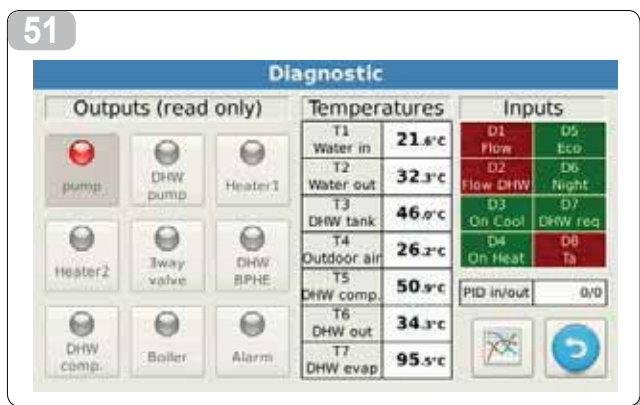 51
Diagnostic
Outputs (read only)
pump
DHW
pump
Heater1
Heater2
3way
valve
DHW
BPHE
DHW
comp.
Boiler
Alarm
Temperatures
T1
Water in
21.6°C
T2
Water out
32.3°C
T3
DHW tank
46.0°C
T4
Outdoor air
26.2°C
T5
DHW comp.
50.9°C
T6
DHW out
34.3°C
T7
DHW evap
95.5°C
Inputs
D1
Flow
D5
Eco
D2
Flow DHW
D6
Night
D3
On Cool
D7
DHW req
D4
On Heat
D8
Ta
PID in/out
0/0